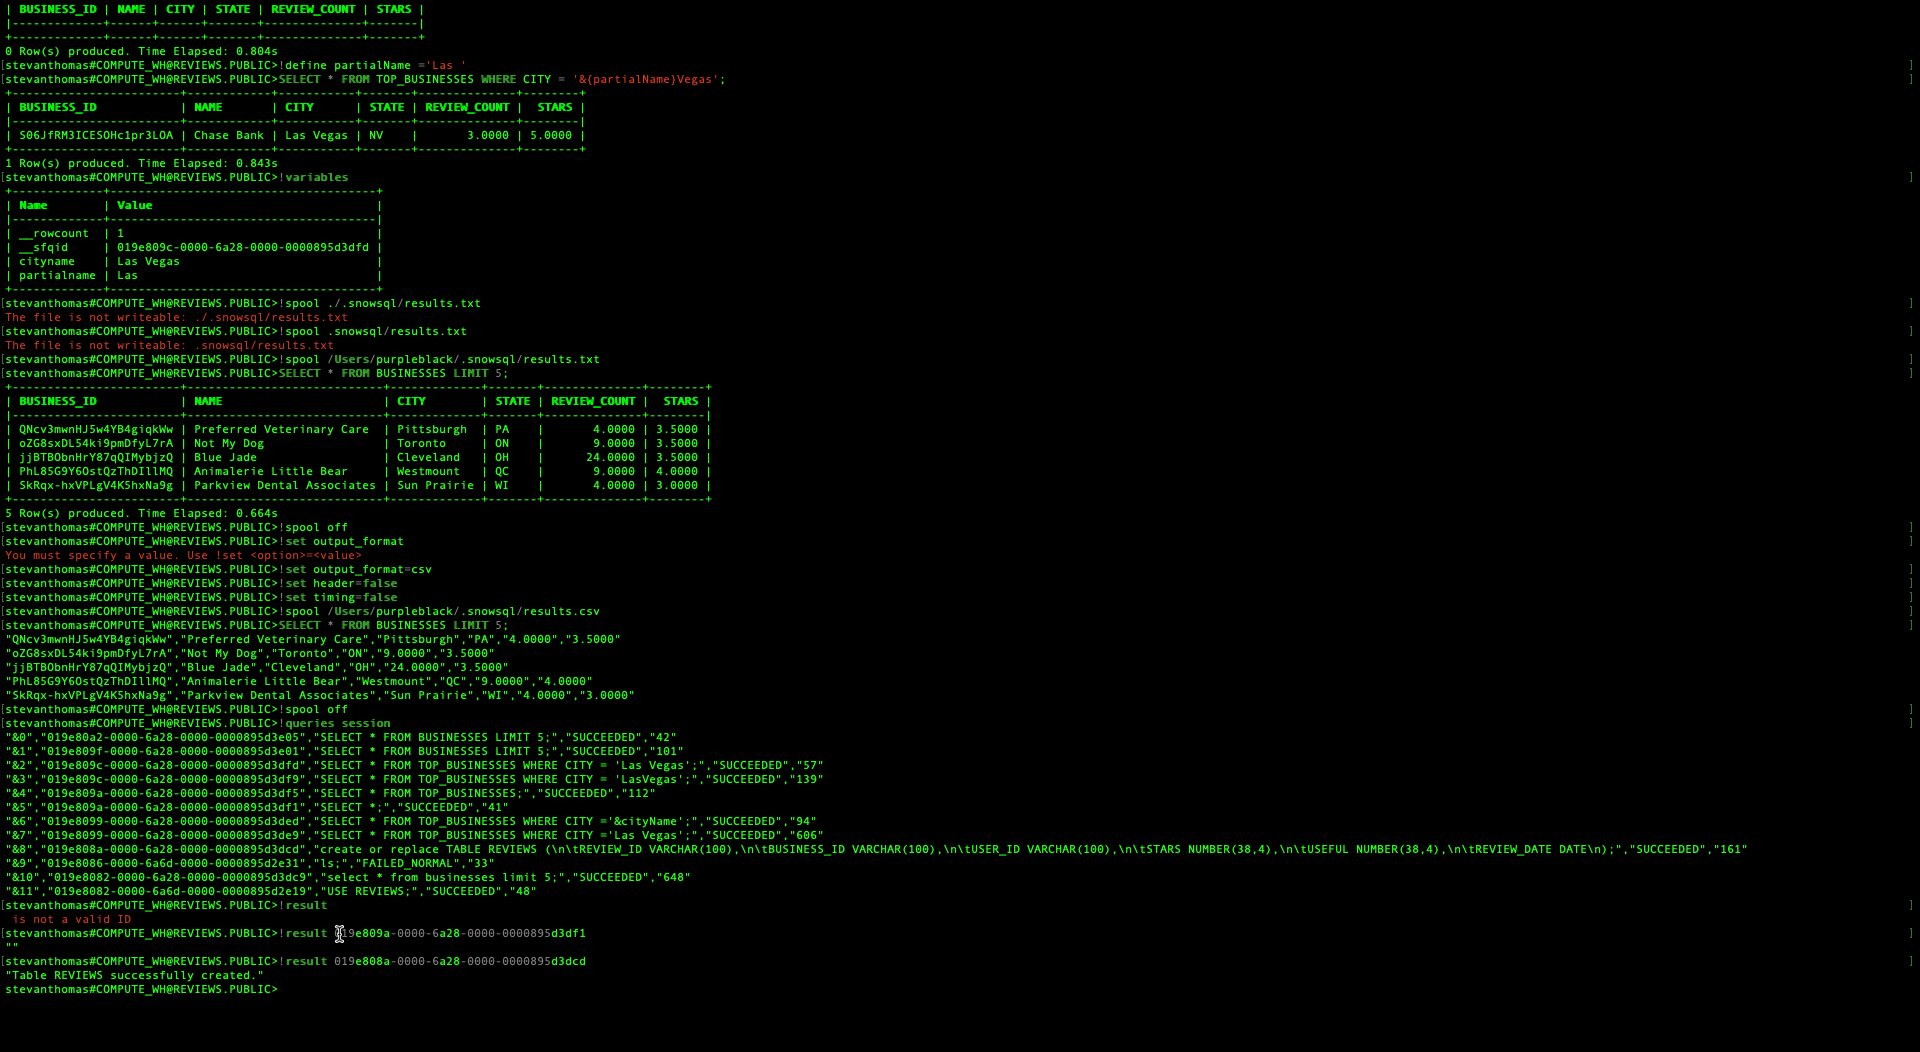 | BUSINESS_ID | NAME | CITY | STATE | REVIEW_COUNT | STARS |
|-------------+------+------+-------+--------------+-------|
+-------------+------+------+-------+--------------+-------+
0 Row(s) produced. Time Elapsed: 0.804s
[stevanthomas#COMPUTE_WH@REVIEWS.PUBLIC>!define partialName ='Las ' ]
[stevanthomas#COMPUTE_WH@REVIEWS.PUBLIC>SELECT * FROM TOP_BUSINESSES WHERE CITY = '&{partialName}Vegas'; ]
+------------------------+------------+-----------+-------+--------------+--------+
| BUSINESS_ID            | NAME       | CITY      | STATE | REVIEW_COUNT |  STARS |
|------------------------+------------+-----------+-------+--------------+--------|
| S06JfRM3ICESOHc1pr3LOA | Chase Bank | Las Vegas | NV    |       3.0000 | 5.0000 |
+------------------------+------------+-----------+-------+--------------+--------+
1 Row(s) produced. Time Elapsed: 0.843s
[stevanthomas#COMPUTE_WH@REVIEWS.PUBLIC>!variables ]
+-------------+--------------------------------------+
| Name        | Value                                |
|-------------+--------------------------------------|
| __rowcount  | 1                                    |
| __sfqid     | 019e809c-0000-6a28-0000-0000895d3dfd |
| cityname    | Las Vegas                            |
| partialname | Las                                  |
+-------------+--------------------------------------+
[stevanthomas#COMPUTE_WH@REVIEWS.PUBLIC>!spool ./.snowsql/results.txt ]
The file is not writeable: ./.snowsql/results.txt
[stevanthomas#COMPUTE_WH@REVIEWS.PUBLIC>!spool .snowsql/results.txt ]
The file is not writeable: .snowsql/results.txt
[stevanthomas#COMPUTE_WH@REVIEWS.PUBLIC>!spool /Users/purpleblack/.snowsql/results.txt ]
[stevanthomas#COMPUTE_WH@REVIEWS.PUBLIC>SELECT * FROM BUSINESSES LIMIT 5; ]
+------------------------+----------------------------+-------------+-------+--------------+--------+
| BUSINESS_ID            | NAME                       | CITY        | STATE | REVIEW_COUNT |  STARS |
|------------------------+----------------------------+-------------+-------+--------------+--------|
| QNcv3mwnHJ5w4YB4giqkWw | Preferred Veterinary Care  | Pittsburgh  | PA    |       4.0000 | 3.5000 |
| oZG8sxDL54ki9pmDfyL7rA | Not My Dog                 | Toronto     | ON    |       9.0000 | 3.5000 |
| jjBTBObnHrY87qQIMybjzQ | Blue Jade                  | Cleveland   | OH    |      24.0000 | 3.5000 |
| PhL85G9Y6OstQzThDIllMQ | Animalerie Little Bear     | Westmount   | QC    |       9.0000 | 4.0000 |
| SkRqx-hxVPLgV4K5hxNa9g | Parkview Dental Associates | Sun Prairie | WI    |       4.0000 | 3.0000 |
+------------------------+----------------------------+-------------+-------+--------------+--------+
5 Row(s) produced. Time Elapsed: 0.664s
[stevanthomas#COMPUTE_WH@REVIEWS.PUBLIC>!spool off ]
[stevanthomas#COMPUTE_WH@REVIEWS.PUBLIC>!set output_format ]
You must specify a value. Use !set <option>=<value>
[stevanthomas#COMPUTE_WH@REVIEWS.PUBLIC>!set output_format=csv ]
[stevanthomas#COMPUTE_WH@REVIEWS.PUBLIC>!set header=false ]
[stevanthomas#COMPUTE_WH@REVIEWS.PUBLIC>!set timing=false ]
[stevanthomas#COMPUTE_WH@REVIEWS.PUBLIC>!spool /Users/purpleblack/.snowsql/results.csv ]
[stevanthomas#COMPUTE_WH@REVIEWS.PUBLIC>SELECT * FROM BUSINESSES LIMIT 5; ]
"QNcv3mwnHJ5w4YB4giqkWw","Preferred Veterinary Care","Pittsburgh","PA","4.0000","3.5000"
"oZG8sxDL54ki9pmDfyL7rA","Not My Dog","Toronto","ON","9.0000","3.5000"
"jjBTBObnHrY87qQIMybjzQ","Blue Jade","Cleveland","OH","24.0000","3.5000"
"PhL85G9Y6OstQzThDIllMQ","Animalerie Little Bear","Westmount","QC","9.0000","4.0000"
"SkRqx-hxVPLgV4K5hxNa9g","Parkview Dental Associates","Sun Prairie","WI","4.0000","3.0000"
[stevanthomas#COMPUTE_WH@REVIEWS.PUBLIC>!spool off ]
[stevanthomas#COMPUTE_WH@REVIEWS.PUBLIC>!queries session ]
"&0","019e80a2-0000-6a28-0000-0000895d3e05","SELECT * FROM BUSINESSES LIMIT 5;","SUCCEEDED","42"
"&1","019e809f-0000-6a28-0000-0000895d3e01","SELECT * FROM BUSINESSES LIMIT 5;","SUCCEEDED","101"
"&2","019e809c-0000-6a28-0000-0000895d3dfd","SELECT * FROM TOP_BUSINESSES WHERE CITY = 'Las Vegas';","SUCCEEDED","57"
"&3","019e809c-0000-6a28-0000-0000895d3df9","SELECT * FROM TOP_BUSINESSES WHERE CITY = 'LasVegas';","SUCCEEDED","139"
"&4","019e809a-0000-6a28-0000-0000895d3df5","SELECT * FROM TOP_BUSINESSES;","SUCCEEDED","112"
"&5","019e809a-0000-6a28-0000-0000895d3df1","SELECT *;","SUCCEEDED","41"
"&6","019e8099-0000-6a28-0000-0000895d3ded","SELECT * FROM TOP_BUSINESSES WHERE CITY ='&cityName';","SUCCEEDED","94"
"&7","019e8099-0000-6a28-0000-0000895d3de9","SELECT * FROM TOP_BUSINESSES WHERE CITY ='Las Vegas';","SUCCEEDED","606"
"&8","019e808a-0000-6a28-0000-0000895d3dcd","create or replace TABLE REVIEWS (\n\tREVIEW_ID VARCHAR(100),\n\tBUSINESS_ID VARCHAR(100),\n\tUSER_ID VARCHAR(100),\n\tSTARS NUMBER(38,4),\n\tUSEFUL NUMBER(38,4),\n\tREVIEW_DATE DATE\n);","SUCCEEDED","161"
"&9","019e8086-0000-6a6d-0000-0000895d2e31","ls;","FAILED_NORMAL","33"
"&10","019e8082-0000-6a28-0000-0000895d3dc9","select * from businesses limit 5;","SUCCEEDED","648"
"&11","019e8082-0000-6a6d-0000-0000895d2e19","USE REVIEWS;","SUCCEEDED","48"
[stevanthomas#COMPUTE_WH@REVIEWS.PUBLIC>!result ]
is not a valid ID
[stevanthomas#COMPUTE_WH@REVIEWS.PUBLIC>!result 019e809a-0000-6a28-0000-0000895d3df1 ]
""
[stevanthomas#COMPUTE_WH@REVIEWS.PUBLIC>!result 019e808a-0000-6a28-0000-0000895d3dcd ]
"Table REVIEWS successfully created."
stevanthomas#COMPUTE_WH@REVIEWS.PUBLIC>